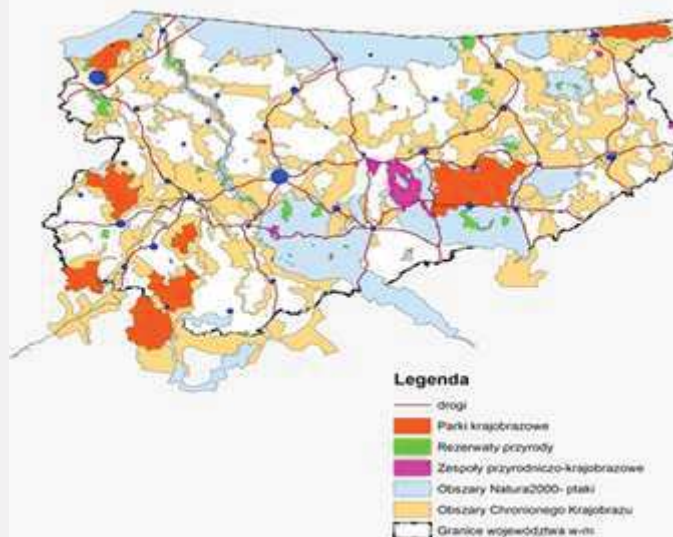 Legenda
drogi
Parki krajobrazowe
Rezerwaty przyrody
Zespoły przyrodniczo-krajobrazowe
Obszary Natura2000- ptaki
Obszary Chronionego Krajobrazu
Granice województwa w-m